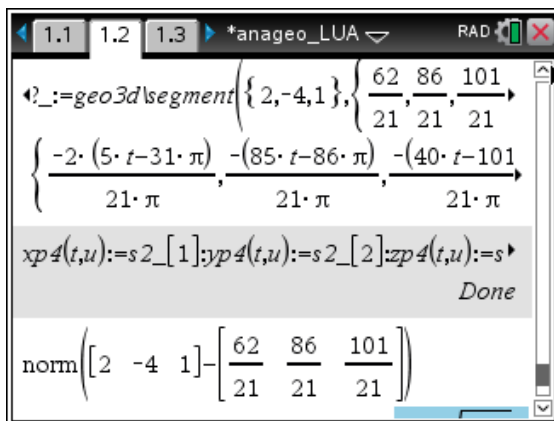 1.1 1.2 1.3 *anageo_LUA RAD
_:=geo3d\segment({2,-4,1},{62/21,86/21,101/21
{-2·(5·t-31·π)/21·π,-(85·t-86·π)/21·π,-(40·t-101/21·π
xp4(t,u):=s2_[1]:yp4(t,u):=s2_[2]:zp4(t,u):=s
Done
norm([2 -4 1]-[62/21 86/21 101/21])